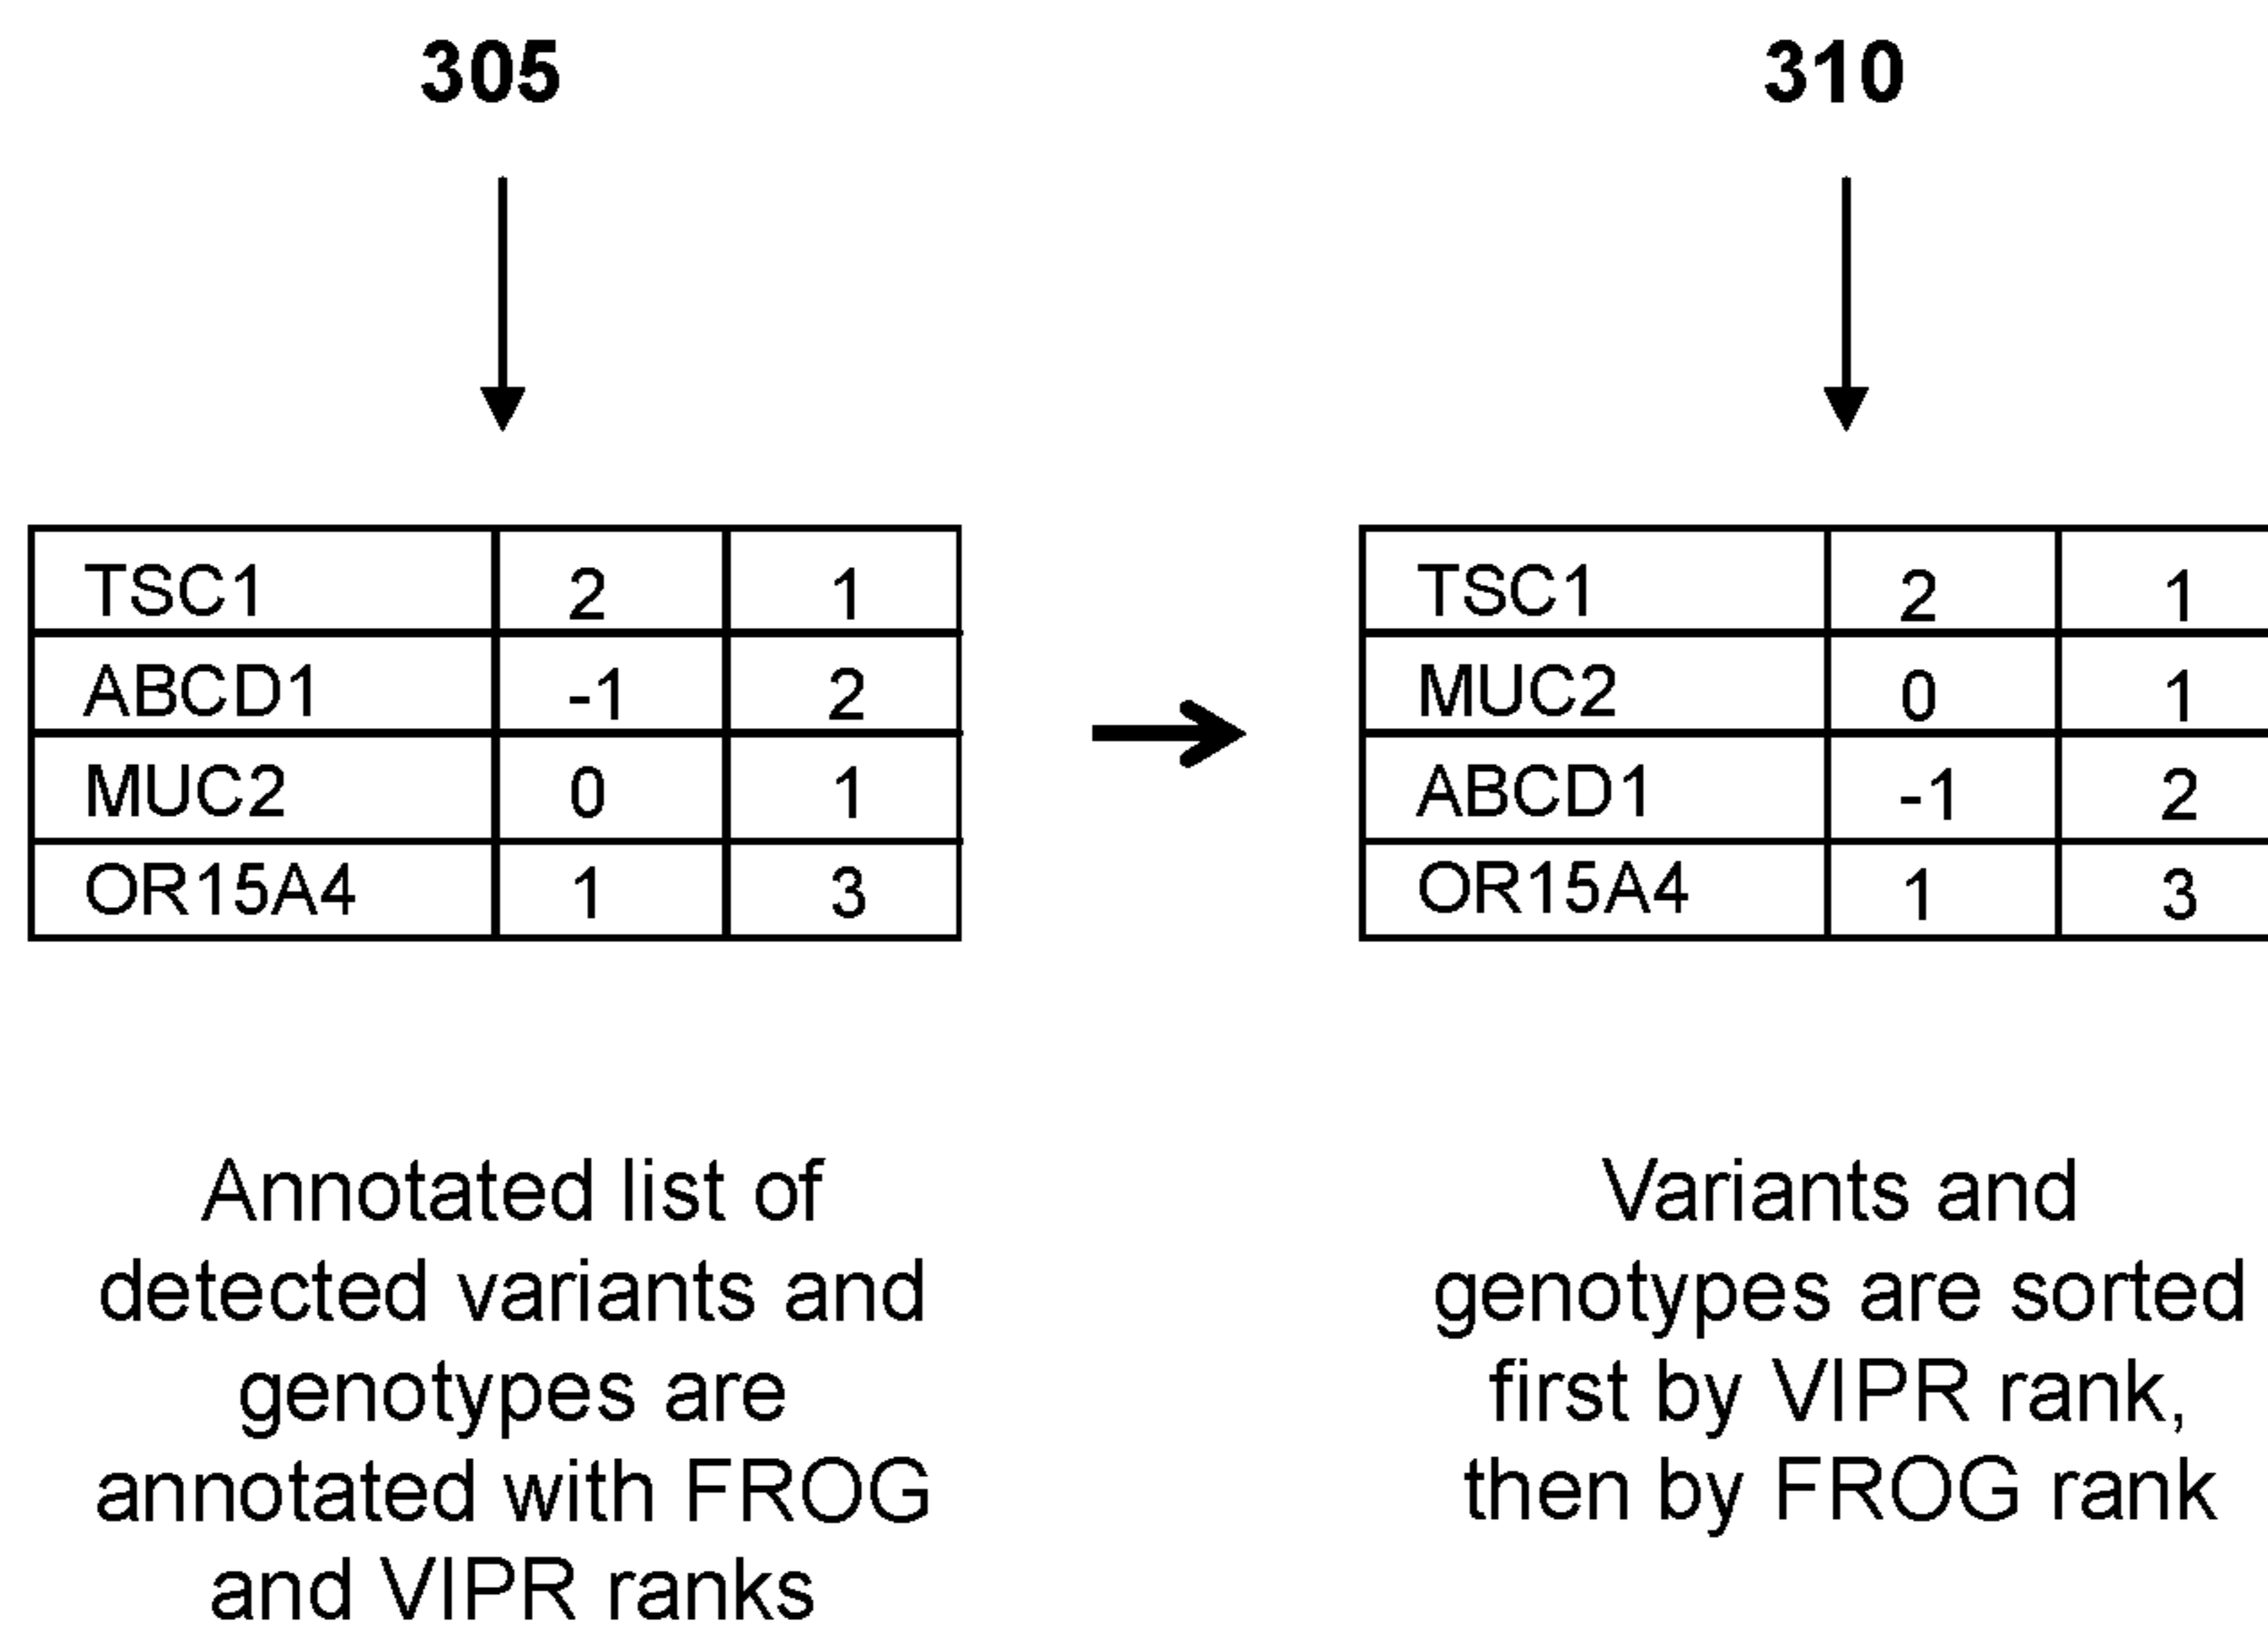 305
310
TSC1 2 1
ABCD1 -1 2
MUC2 0 1
OR15A4 1 3
TSC1 2 1
MUC2 0 1
ABCD1 -1 2
OR15A4 1 3
Annotated list of
detected variants and
genotypes are
annotated with FROG
and VIPR ranks
Variants and
genotypes are sorted
first by VIPR rank,
then by FROG rank